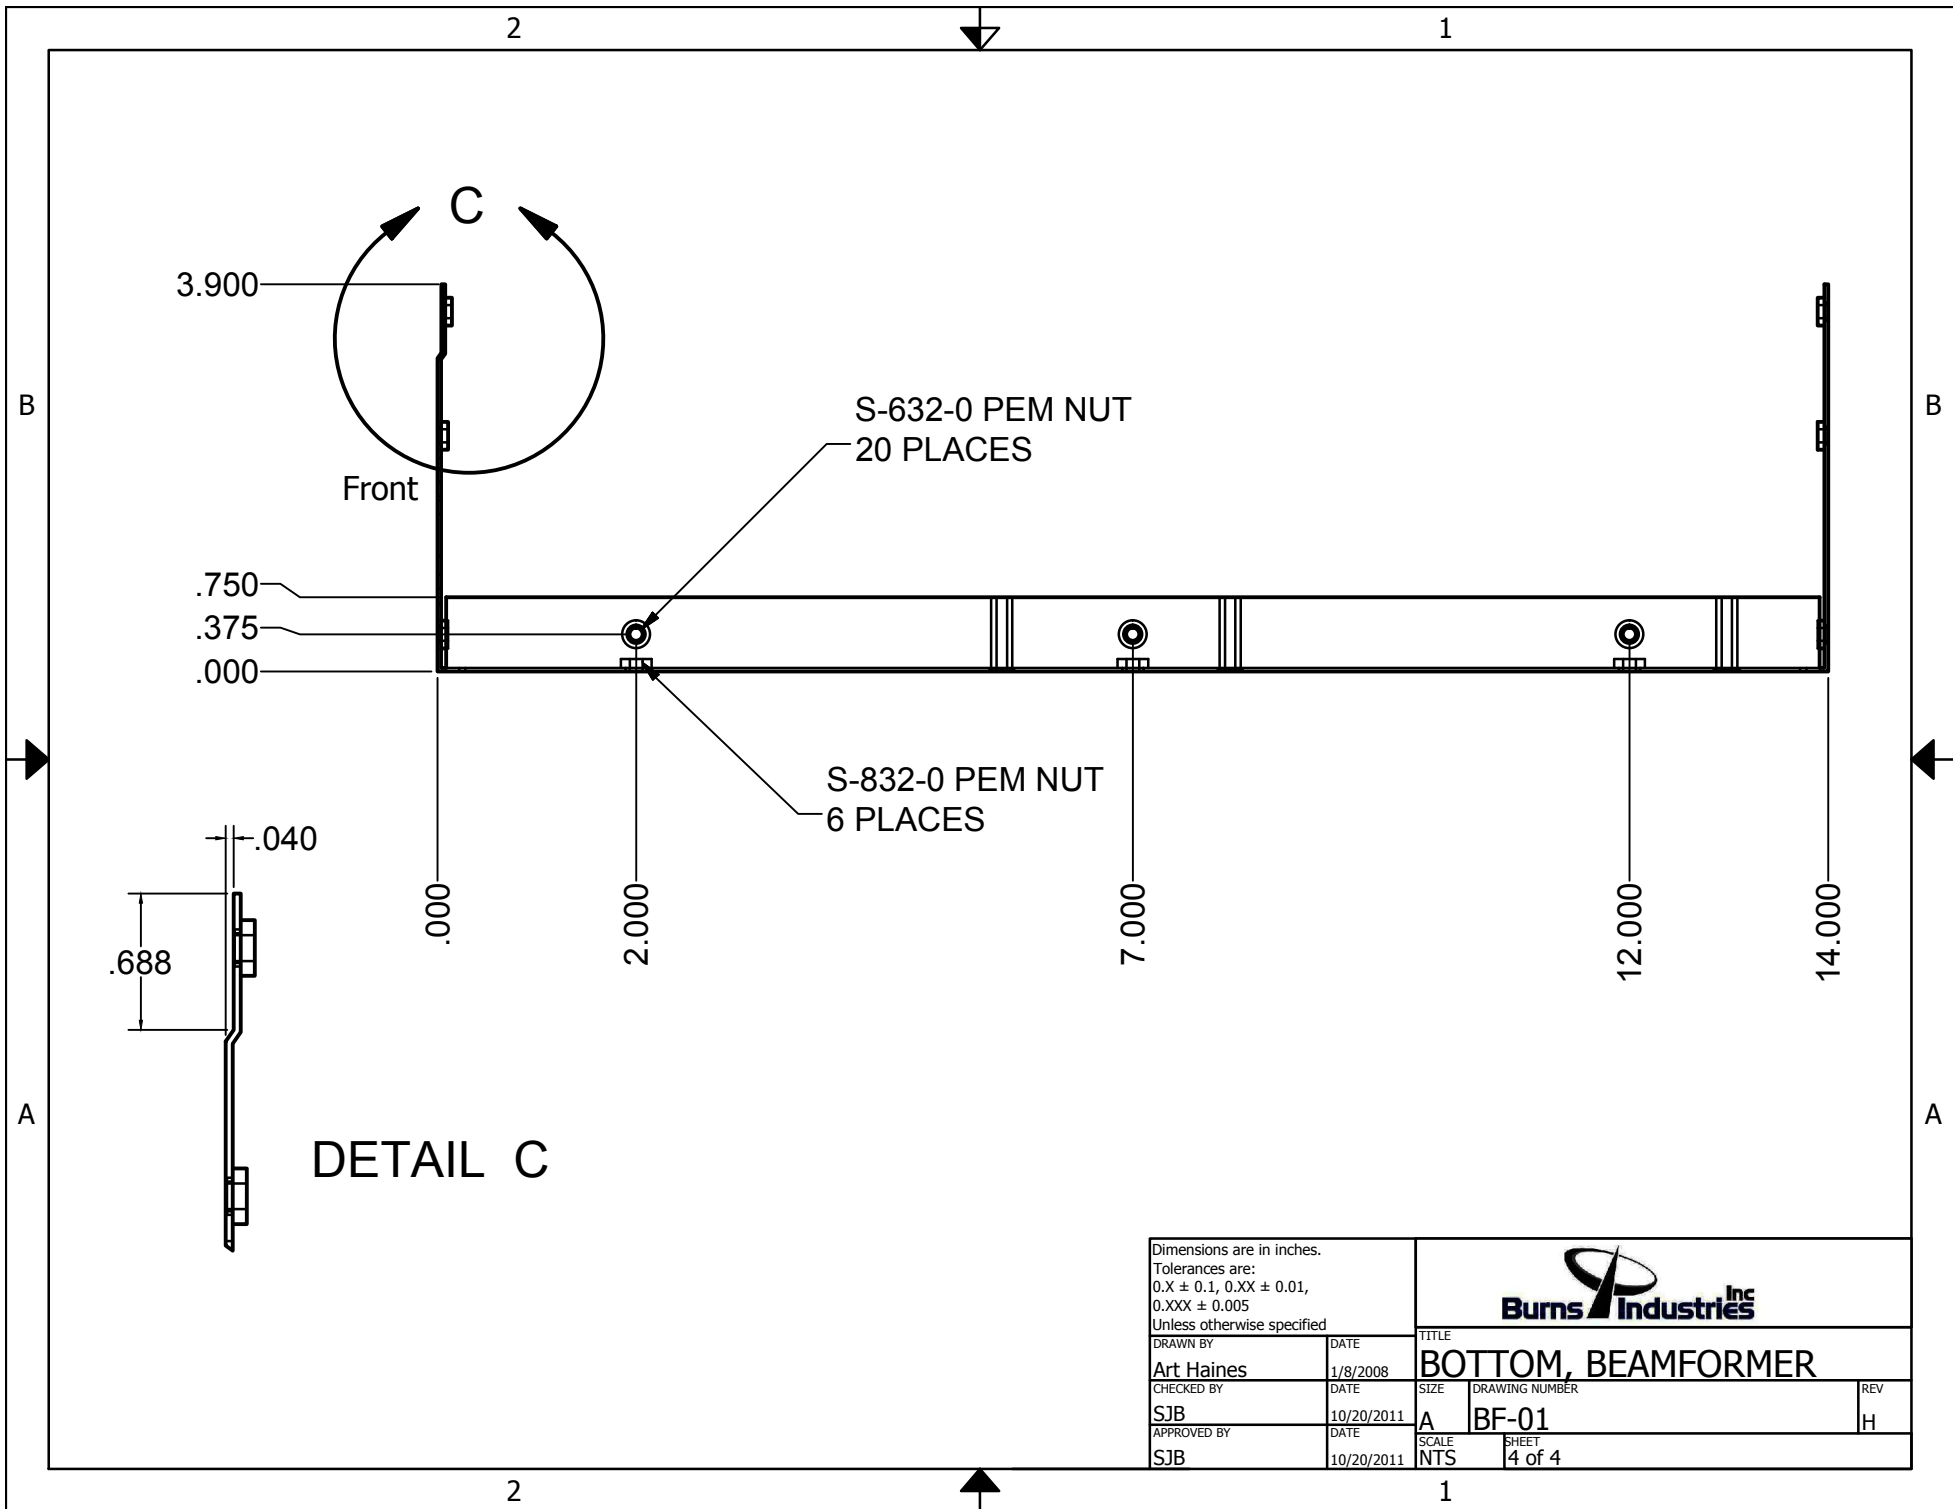 2
1
C
3.900
B
B
S-632-0 PEM NUT
20 PLACES
Front
.750
.375
.000
S-832-0 PEM NUT
6 PLACES
.040
.000
2.000
7.000
12.000
14.000
.688
A
A
DETAIL C
Dimensions are in inches.
Tolerances are:
0.X ± 0.1, 0.XX ± 0.01,
0.XXX ± 0.005
Unless otherwise specified
Burns Industries Inc
DRAWN BY
Art Haines
DATE
1/8/2008
TITLE
BOTTOM, BEAMFORMER
CHECKED BY
SJB
DATE
10/20/2011
SIZE
A
DRAWING NUMBER
BF-01
REV
H
APPROVED BY
SJB
DATE
10/20/2011
SCALE
NTS
SHEET
4 of 4
2
1